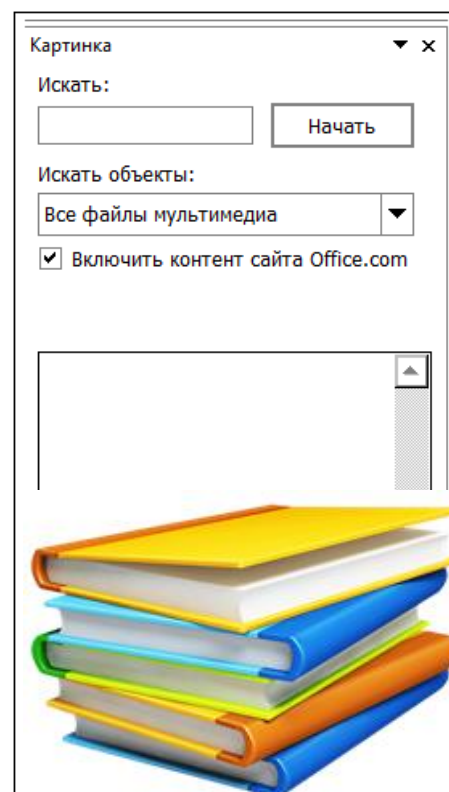 Картинка
Искать:
Начать
Искать объекты:
Все файлы мультимедиа
Включить контент сайта Office.com